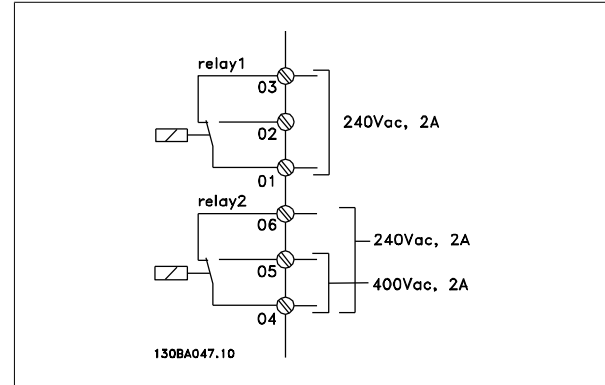 relay1
03
240Vac, 2A
02
01
relay2
06
240Vac, 2A
05
400Vac, 2A
04
130BA047.10